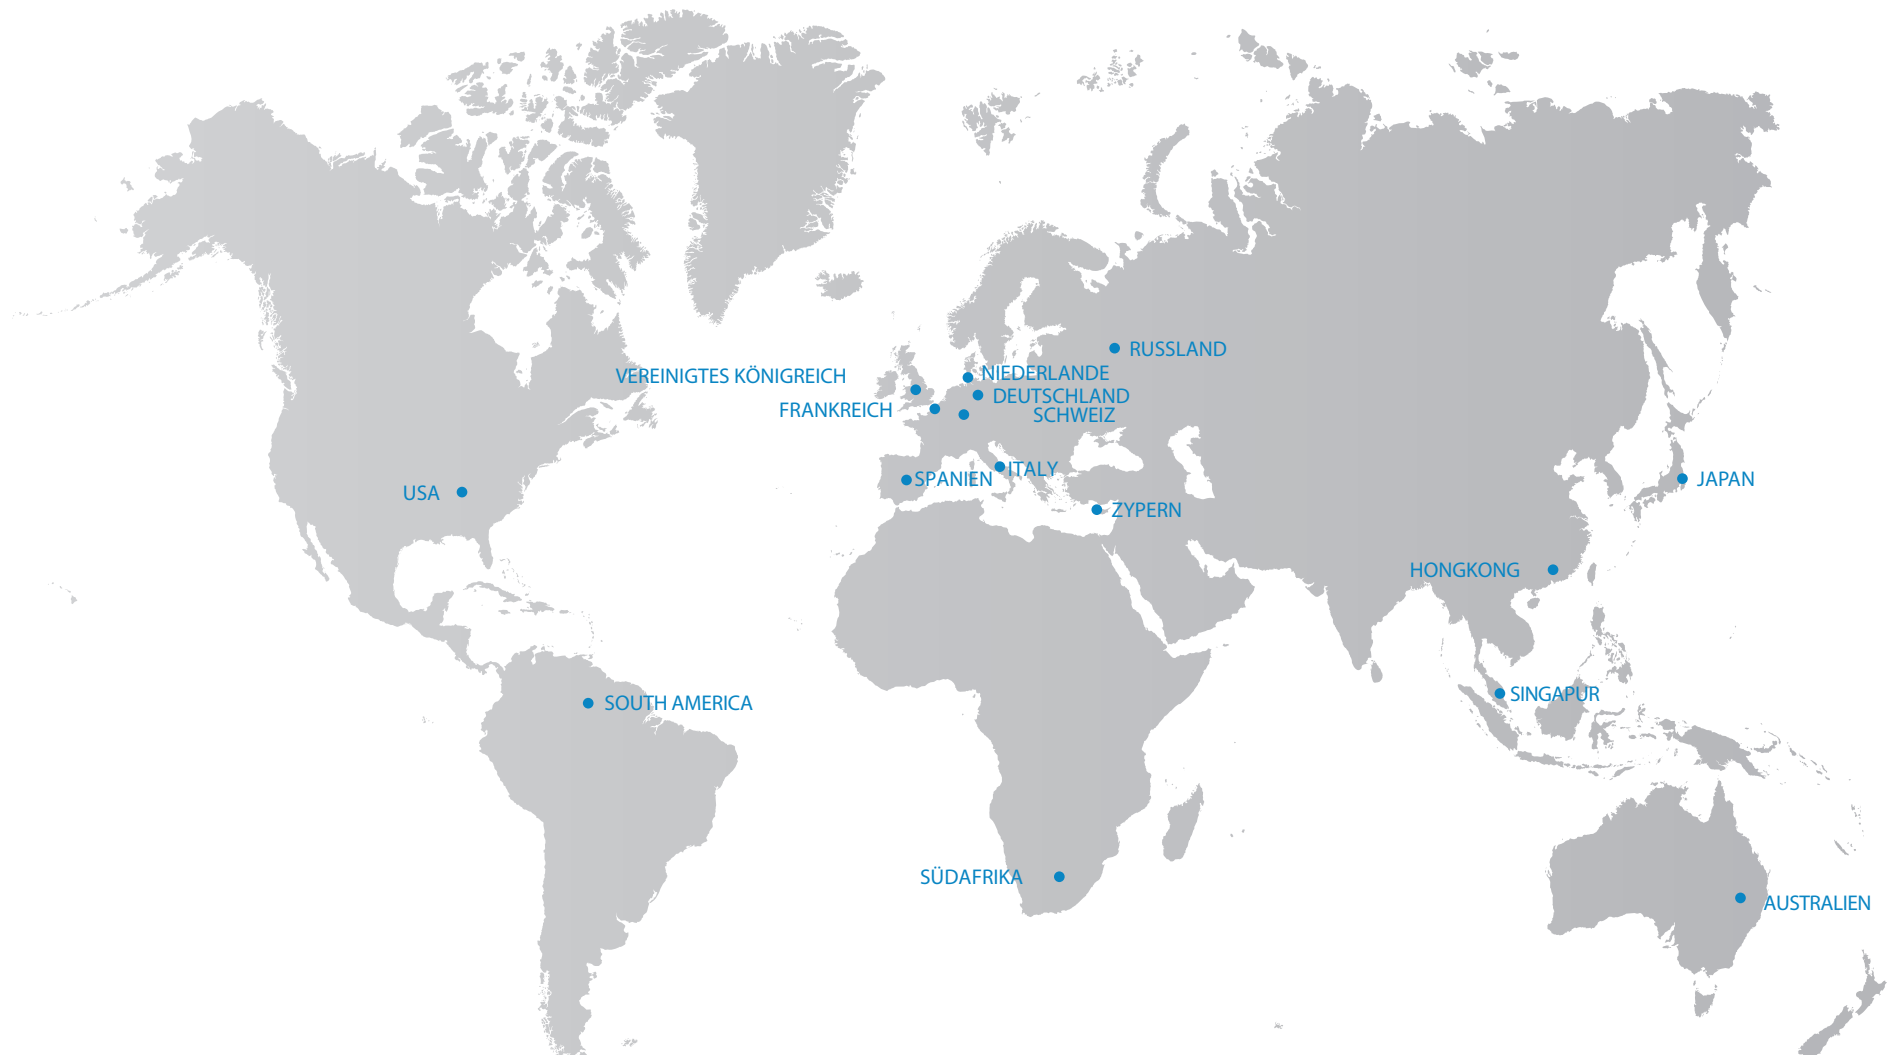 RUSSLAND
NIEDERLANDE
VEREINIGTES KÖNIGREICH
DEUTSCHLAND
FRANKREICH
SCHWEIZ
ITALY
SPANIEN
JAPAN
USA
ZYPERN
HONGKONG
SINGAPUR
SOUTH AMERICA
SÜDAFRIKA
AUSTRALIEN